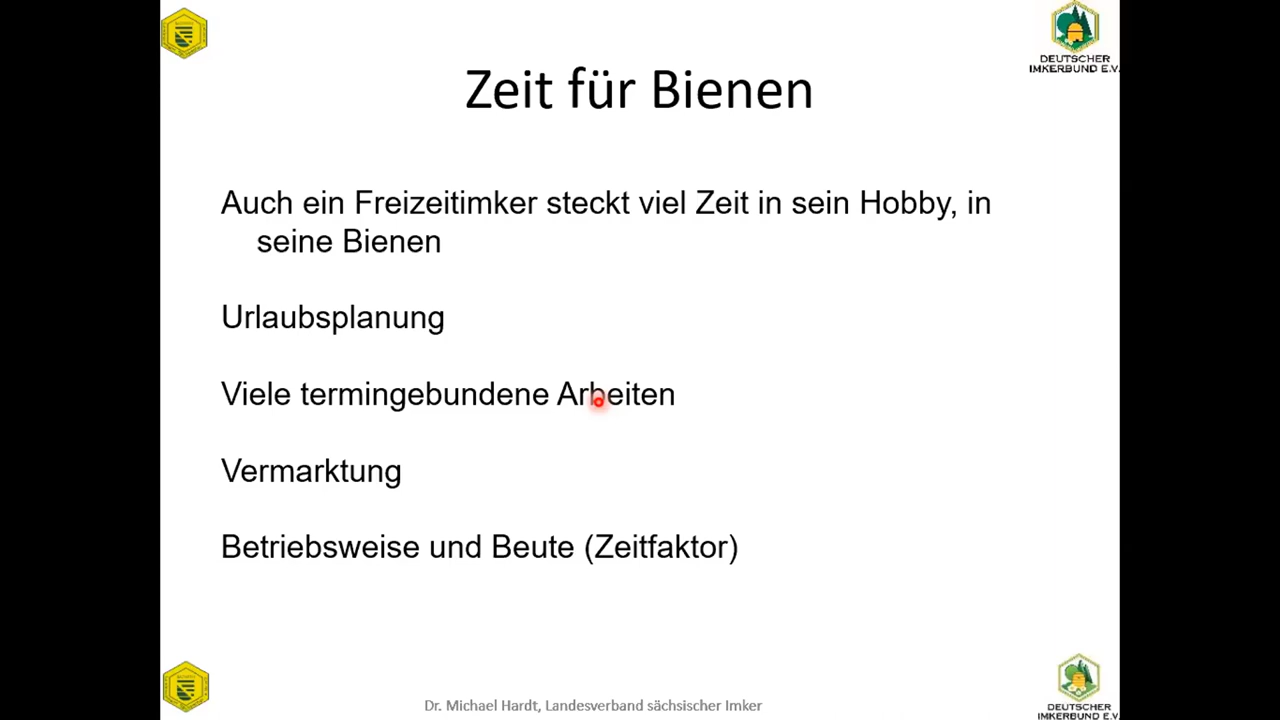 DEUTSCHER
IMKERBUND E.V.
Zeit für Bienen
Auch ein Freizeitimker steckt viel Zeit in sein Hobby, in
seine Bienen
Urlaubsplanung
Viele termingebundene Arbeiten
Vermarktung
Betriebsweise und Beute (Zeitfaktor)
Dr. Michael Hardt, Landesverband sächsischer Imker
DEUTSCHER
IMKERBUND E.V